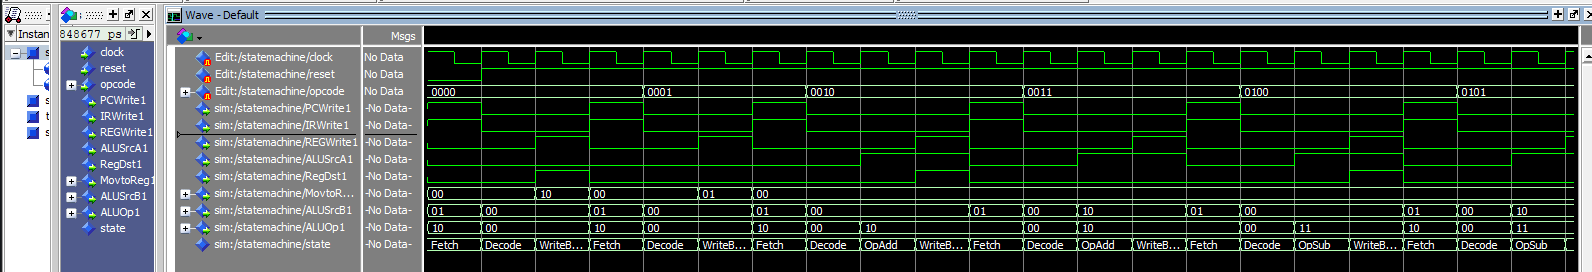 Wave - Default
Instan
848677 ps
Msgs
s
clock
reset
opcode
PCWrite1
IRWrite1
REGWrite1
ALUSrcA1
RegDst1
MovtoReg1
ALUSrcB1
ALUOp1
state
s
t
s
Edit:/statemachine/clock No Data
Edit:/statemachine/reset No Data
Edit:/statemachine/opcode No Data 0000 0001 0010 0011 0100 0101
sim:/statemachine/PCWrite1 -No Data-
sim:/statemachine/IRWrite1 -No Data-
sim:/statemachine/REGWrite1 -No Data-
sim:/statemachine/ALUSrcA1 -No Data-
sim:/statemachine/RegDst1 -No Data-
sim:/statemachine/MovtoR... -No Data- 00 10 00 01 00
sim:/statemachine/ALUSrcB1 -No Data- 01 00 01 00 01 00 01 00 10 01 00 01 00 10
sim:/statemachine/ALUOp1 -No Data- 10 00 10 00 10 00 10 00 10 00 11 10 00 11
sim:/statemachine/state -No Data- Fetch Decode WriteB... Fetch Decode WriteB... Fetch Decode OpAdd WriteB... Fetch Decode OpAdd WriteB... Fetch Decode OpSub WriteB... Fetch Decode OpSub